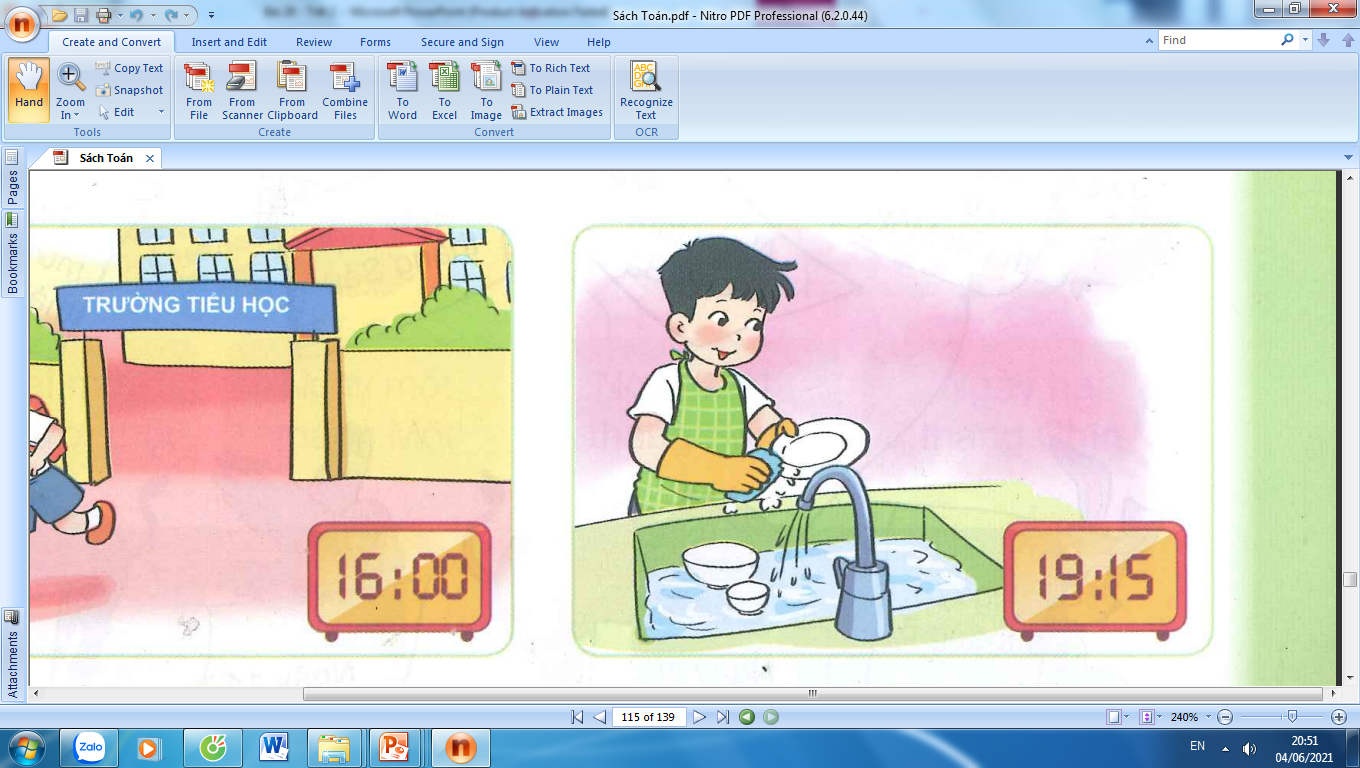 Sách Toán.pdf - Nitro PDF Professional (6.2.0.44)
Create and Convert
Insert and Edit
Review
Forms
Secure and Sign
View
Help
Find
Hand
Zoom In
Copy Text
Snapshot
Edit
Tools
From File
From Scanner
From Clipboard
Combine Files
Create
To Word
To Excel
To Image
To Rich Text
To Plain Text
Extract Images
Convert
Recognize Text
OCR
Sách Toán
Pages
Bookmarks
Attachments
TRƯỜNG TIỂU HỌC
16:00
19:15
115 of 139
240%
Zalo
EN
20:51
04/06/2021